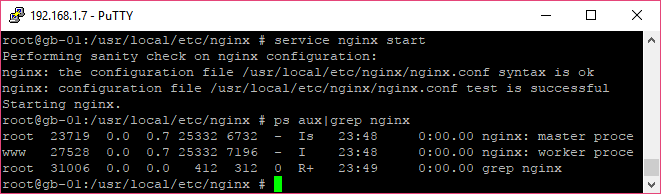 192.168.1.7 - PuTTY
root@gb-01:/usr/local/etc/nginx # service nginx start
Performing sanity check on nginx configuration:
nginx: the configuration file /usr/local/etc/nginx/nginx.conf syntax is ok
nginx: configuration file /usr/local/etc/nginx/nginx.conf test is successful
Starting nginx.
root@gb-01:/usr/local/etc/nginx # ps aux|grep nginx
root   23719  0.0  0.7 25332 6732  -  Is   23:48     0:00.00 nginx: master proce
www    27528  0.0  0.7 25332 7196  -  I    23:48     0:00.00 nginx: worker proce
root   31006  0.0  0.0   412  312  0  R+   23:49     0:00.00 grep nginx
root@gb-01:/usr/local/etc/nginx #